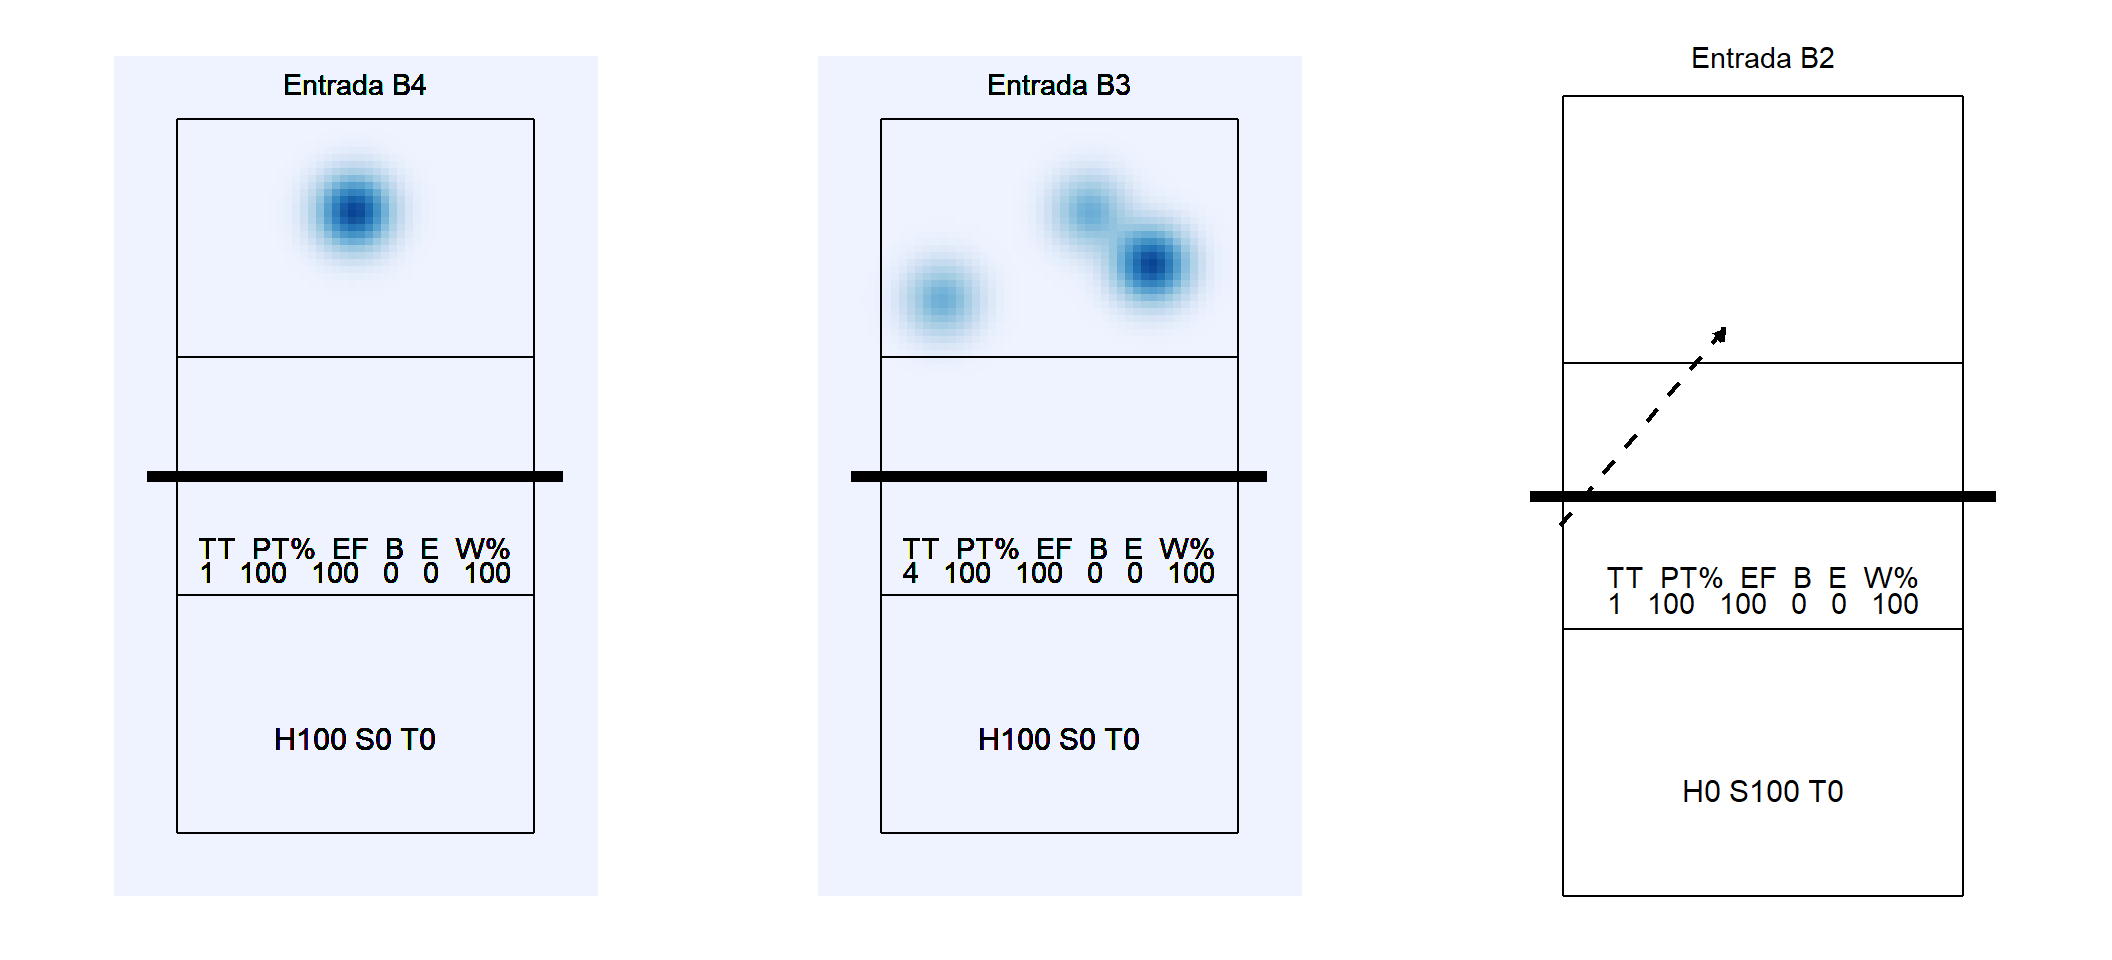 Entrada B4
TT PT% EF B E W%
1 100 100 0 0 100
H100 S0 T0
Entrada B3
TT PT% EF B E W%
4 100 100 0 0 100
H100 S0 T0
Entrada B2
TT PT% EF B E W%
1 100 100 0 0 100
H0 S100 T0